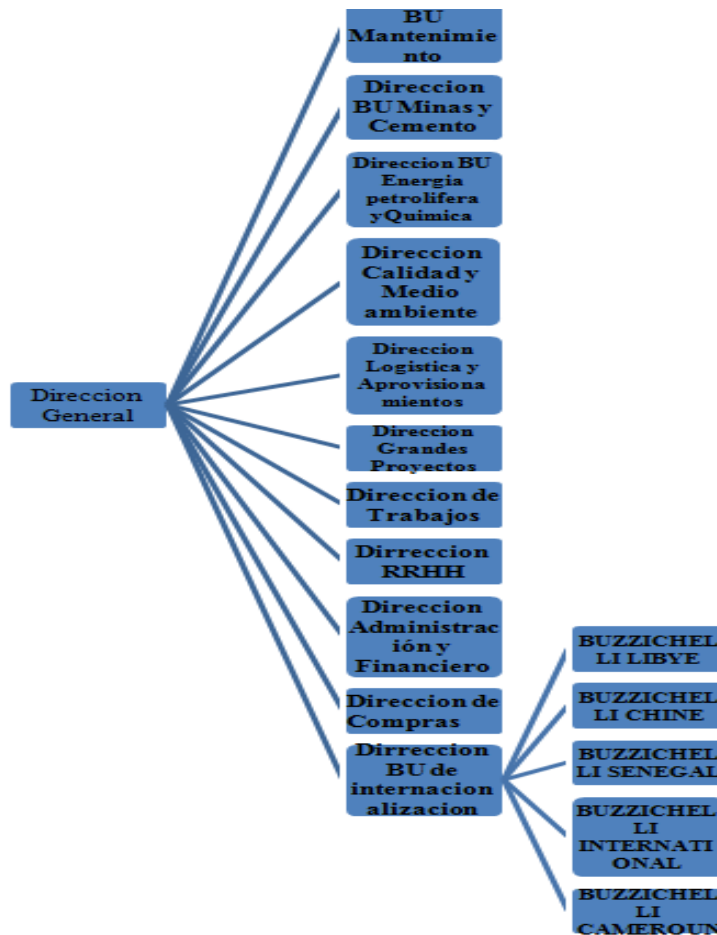 BU
Mantenimie
nto
Direccion
BU Minas y
Cemento
Direccion BU
Energia
petrolifera
yQuimica
Direccion
Calidad y
Medio
ambiente
Direccion
Logistica y
Aprovisiona
mientos
Direccion
General
Direccion
Grandes
Proyectos
Direccion de
Trabajos
Dirreccion
RRHH
Direccion
Administrac
ión y
Financiero
Direccion de
Compras
Dirreccion
BU de
internacion
alizacion
BUZZICHEL
LI LIBYE
BUZZICHEL
LI CHINE
BUZZICHEL
LI SENEGAL
BUZZICHEL
LI
INTERNATI
ONAL
BUZZICHEL
LI
CAMEROUN